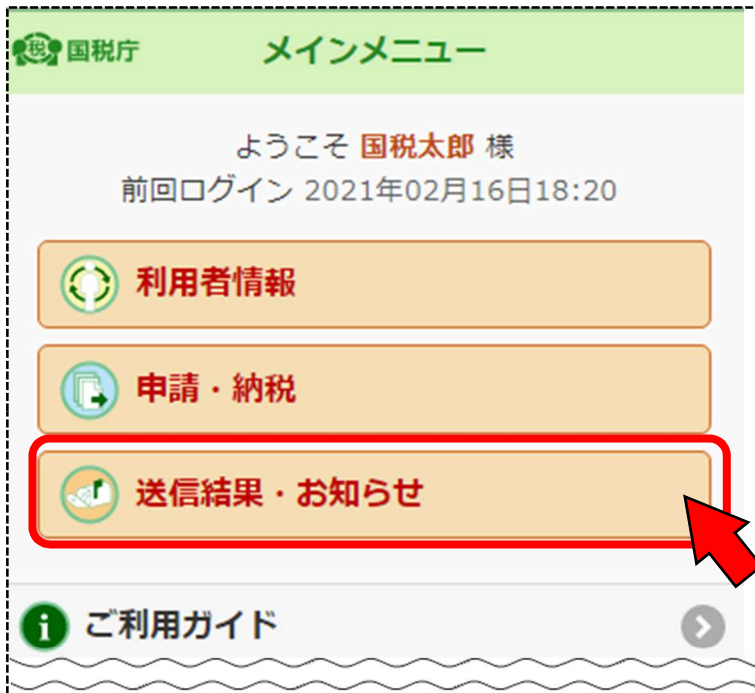 税 国税庁 メインメニュー
ようこそ 国税太郎 様
前回ログイン 2021年02月16日18:20
利用者情報
申請・納税
送信結果・お知らせ
i ご利用ガイド